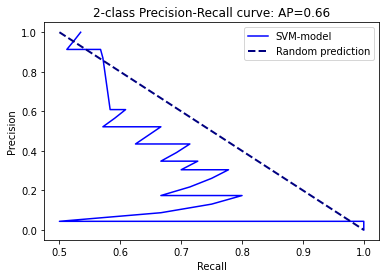 2-class Precision-Recall curve: AP=0.66
SVM-model
Random prediction
Precision
1.0
0.8
0.6
0.4
0.2
0.0
0.5
0.6
0.7
0.8
0.9
1.0
Recall